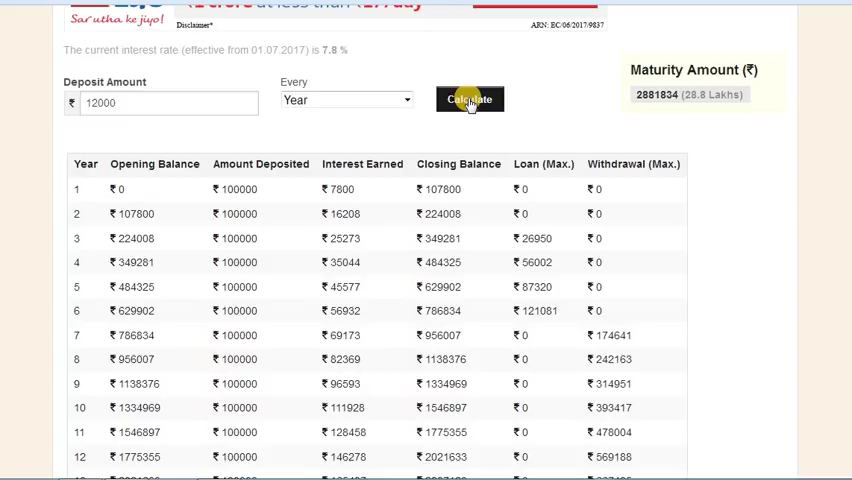 Sar utha ke jiyo!
Disclaimer*
ARN: EC/06/2017/9837
The current interest rate (effective from 01.07.2017) is 7.8 %
Deposit Amount
Every
Maturity Amount (₹)
₹ 12000
Year
Calculate
2881834 (28.8 Lakhs)
Year Opening Balance Amount Deposited Interest Earned Closing Balance Loan (Max.) Withdrawal (Max.)
1 ₹ 0 ₹ 100000 ₹ 7800 ₹ 107800 ₹ 0 ₹ 0
2 ₹ 107800 ₹ 100000 ₹ 16208 ₹ 224008 ₹ 0 ₹ 0
3 ₹ 224008 ₹ 100000 ₹ 25273 ₹ 349281 ₹ 26950 ₹ 0
4 ₹ 349281 ₹ 100000 ₹ 35044 ₹ 484325 ₹ 56002 ₹ 0
5 ₹ 484325 ₹ 100000 ₹ 45577 ₹ 629902 ₹ 87320 ₹ 0
6 ₹ 629902 ₹ 100000 ₹ 56932 ₹ 786834 ₹ 121081 ₹ 0
7 ₹ 786834 ₹ 100000 ₹ 69173 ₹ 956007 ₹ 0 ₹ 174641
8 ₹ 956007 ₹ 100000 ₹ 82369 ₹ 1138376 ₹ 0 ₹ 242163
9 ₹ 1138376 ₹ 100000 ₹ 96593 ₹ 1334969 ₹ 0 ₹ 314951
10 ₹ 1334969 ₹ 100000 ₹ 111928 ₹ 1546897 ₹ 0 ₹ 393417
11 ₹ 1546897 ₹ 100000 ₹ 128458 ₹ 1775355 ₹ 0 ₹ 478004
12 ₹ 1775355 ₹ 100000 ₹ 146278 ₹ 2021633 ₹ 0 ₹ 569188